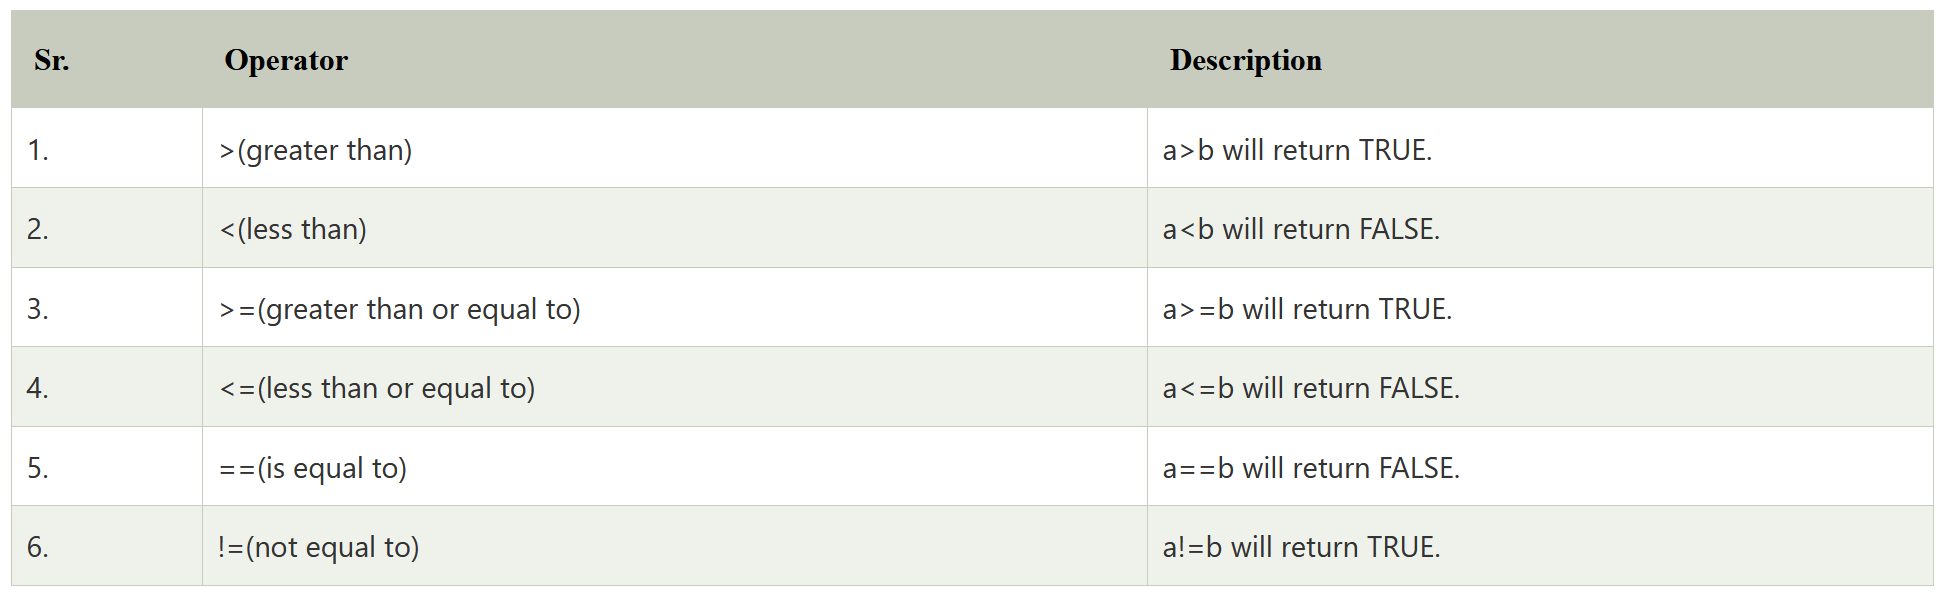 Sr. Operator Description
1. >(greater than) a>b will return TRUE.
2. <(less than) a<b will return FALSE.
3. >=(greater than or equal to) a>=b will return TRUE.
4. <=(less than or equal to) a<=b will return FALSE.
5. ==(is equal to) a==b will return FALSE.
6. !=(not equal to) a!=b will return TRUE.